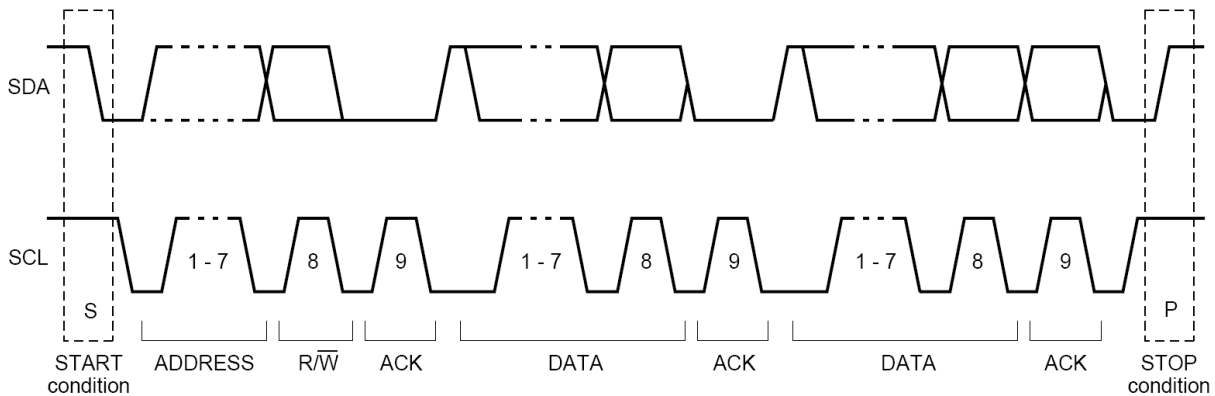 SDA
SCL
1 - 7
8
9
1 - 7
8
9
1 - 7
8
9
S
P
START
condition
ADDRESS
R/W̅
ACK
DATA
ACK
DATA
ACK
STOP
condition